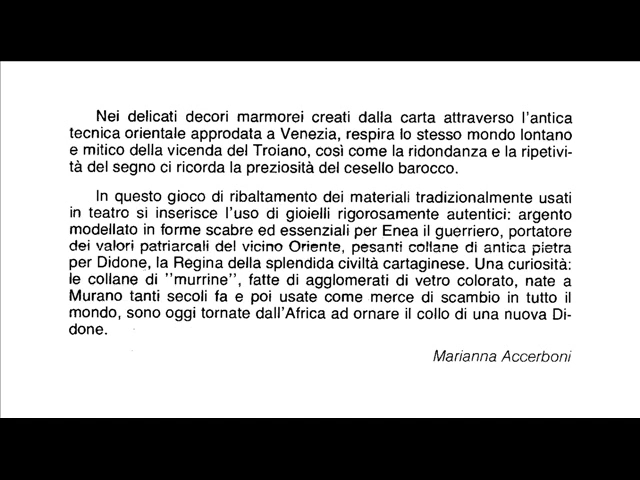 Nei delicati decori marmorei creati dalla carta attraverso l'antica
tecnica orientale approdata a Venezia, respira lo stesso mondo lontano
e mitico della vicenda del Troiano, così come la ridondanza e la ripetivi-
tà del segno ci ricorda la preziosità del cesello barocco.
In questo gioco di ribaltamento dei materiali tradizionalmente usati
in teatro si inserisce l'uso di gioielli rigorosamente autentici: argento
modellato in forme scabre ed essenziali per Enea il guerriero, portatore
dei valori patriarcali del vicino Oriente, pesanti collane di antica pietra
per Didone, la Regina della splendida civiltà cartaginese. Una curiosità:
le collane di ''murrine'', fatte di agglomerati di vetro colorato, nate a
Murano tanti secoli fa e poi usate come merce di scambio in tutto il
mondo, sono oggi tornate dall'Africa ad ornare il collo di una nuova Di-
done.
Marianna Accerboni